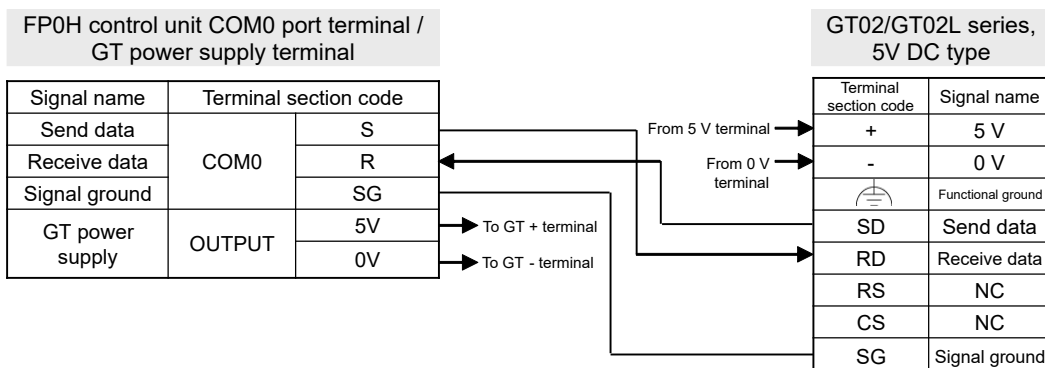 FP0H control unit COM0 port terminal /
GT power supply terminal
Signal name Terminal section code
Send data COM0 S
Receive data R
Signal ground SG
GT power
supply OUTPUT 5V
0V
To GT + terminal
To GT - terminal
GT02/GT02L series,
5V DC type
Terminal
section code Signal name
From 5 V terminal + 5 V
From 0 V
terminal - 0 V
Functional ground
SD Send data
RD Receive data
RS NC
CS NC
SG Signal ground